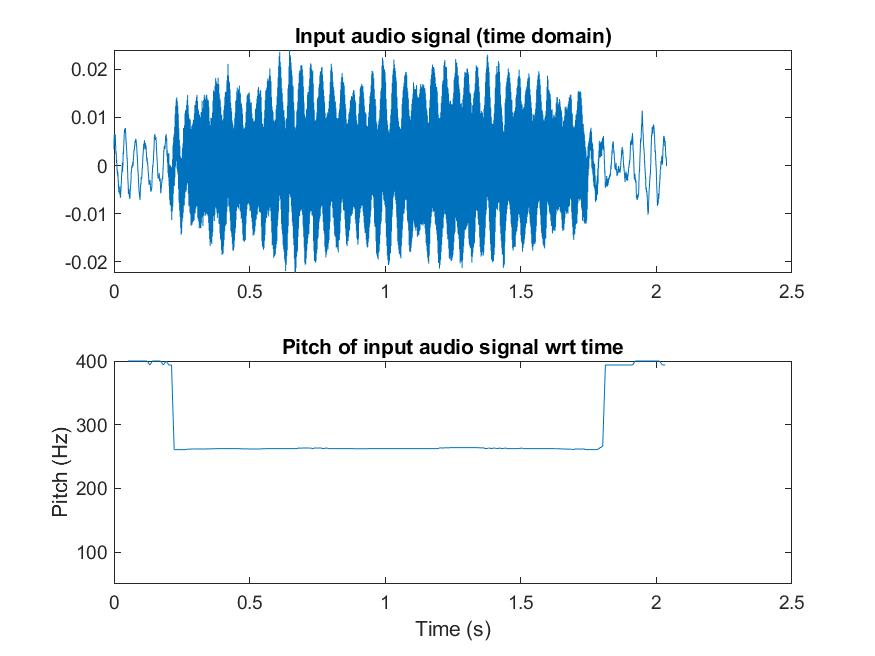 Input audio signal (time domain)
0.02
0.01
0
-0.01
-0.02
0 0.5 1 1.5 2 2.5
Pitch of input audio signal wrt time
400
300
200
100
Pitch (Hz)
0 0.5 1 1.5 2 2.5
Time (s)